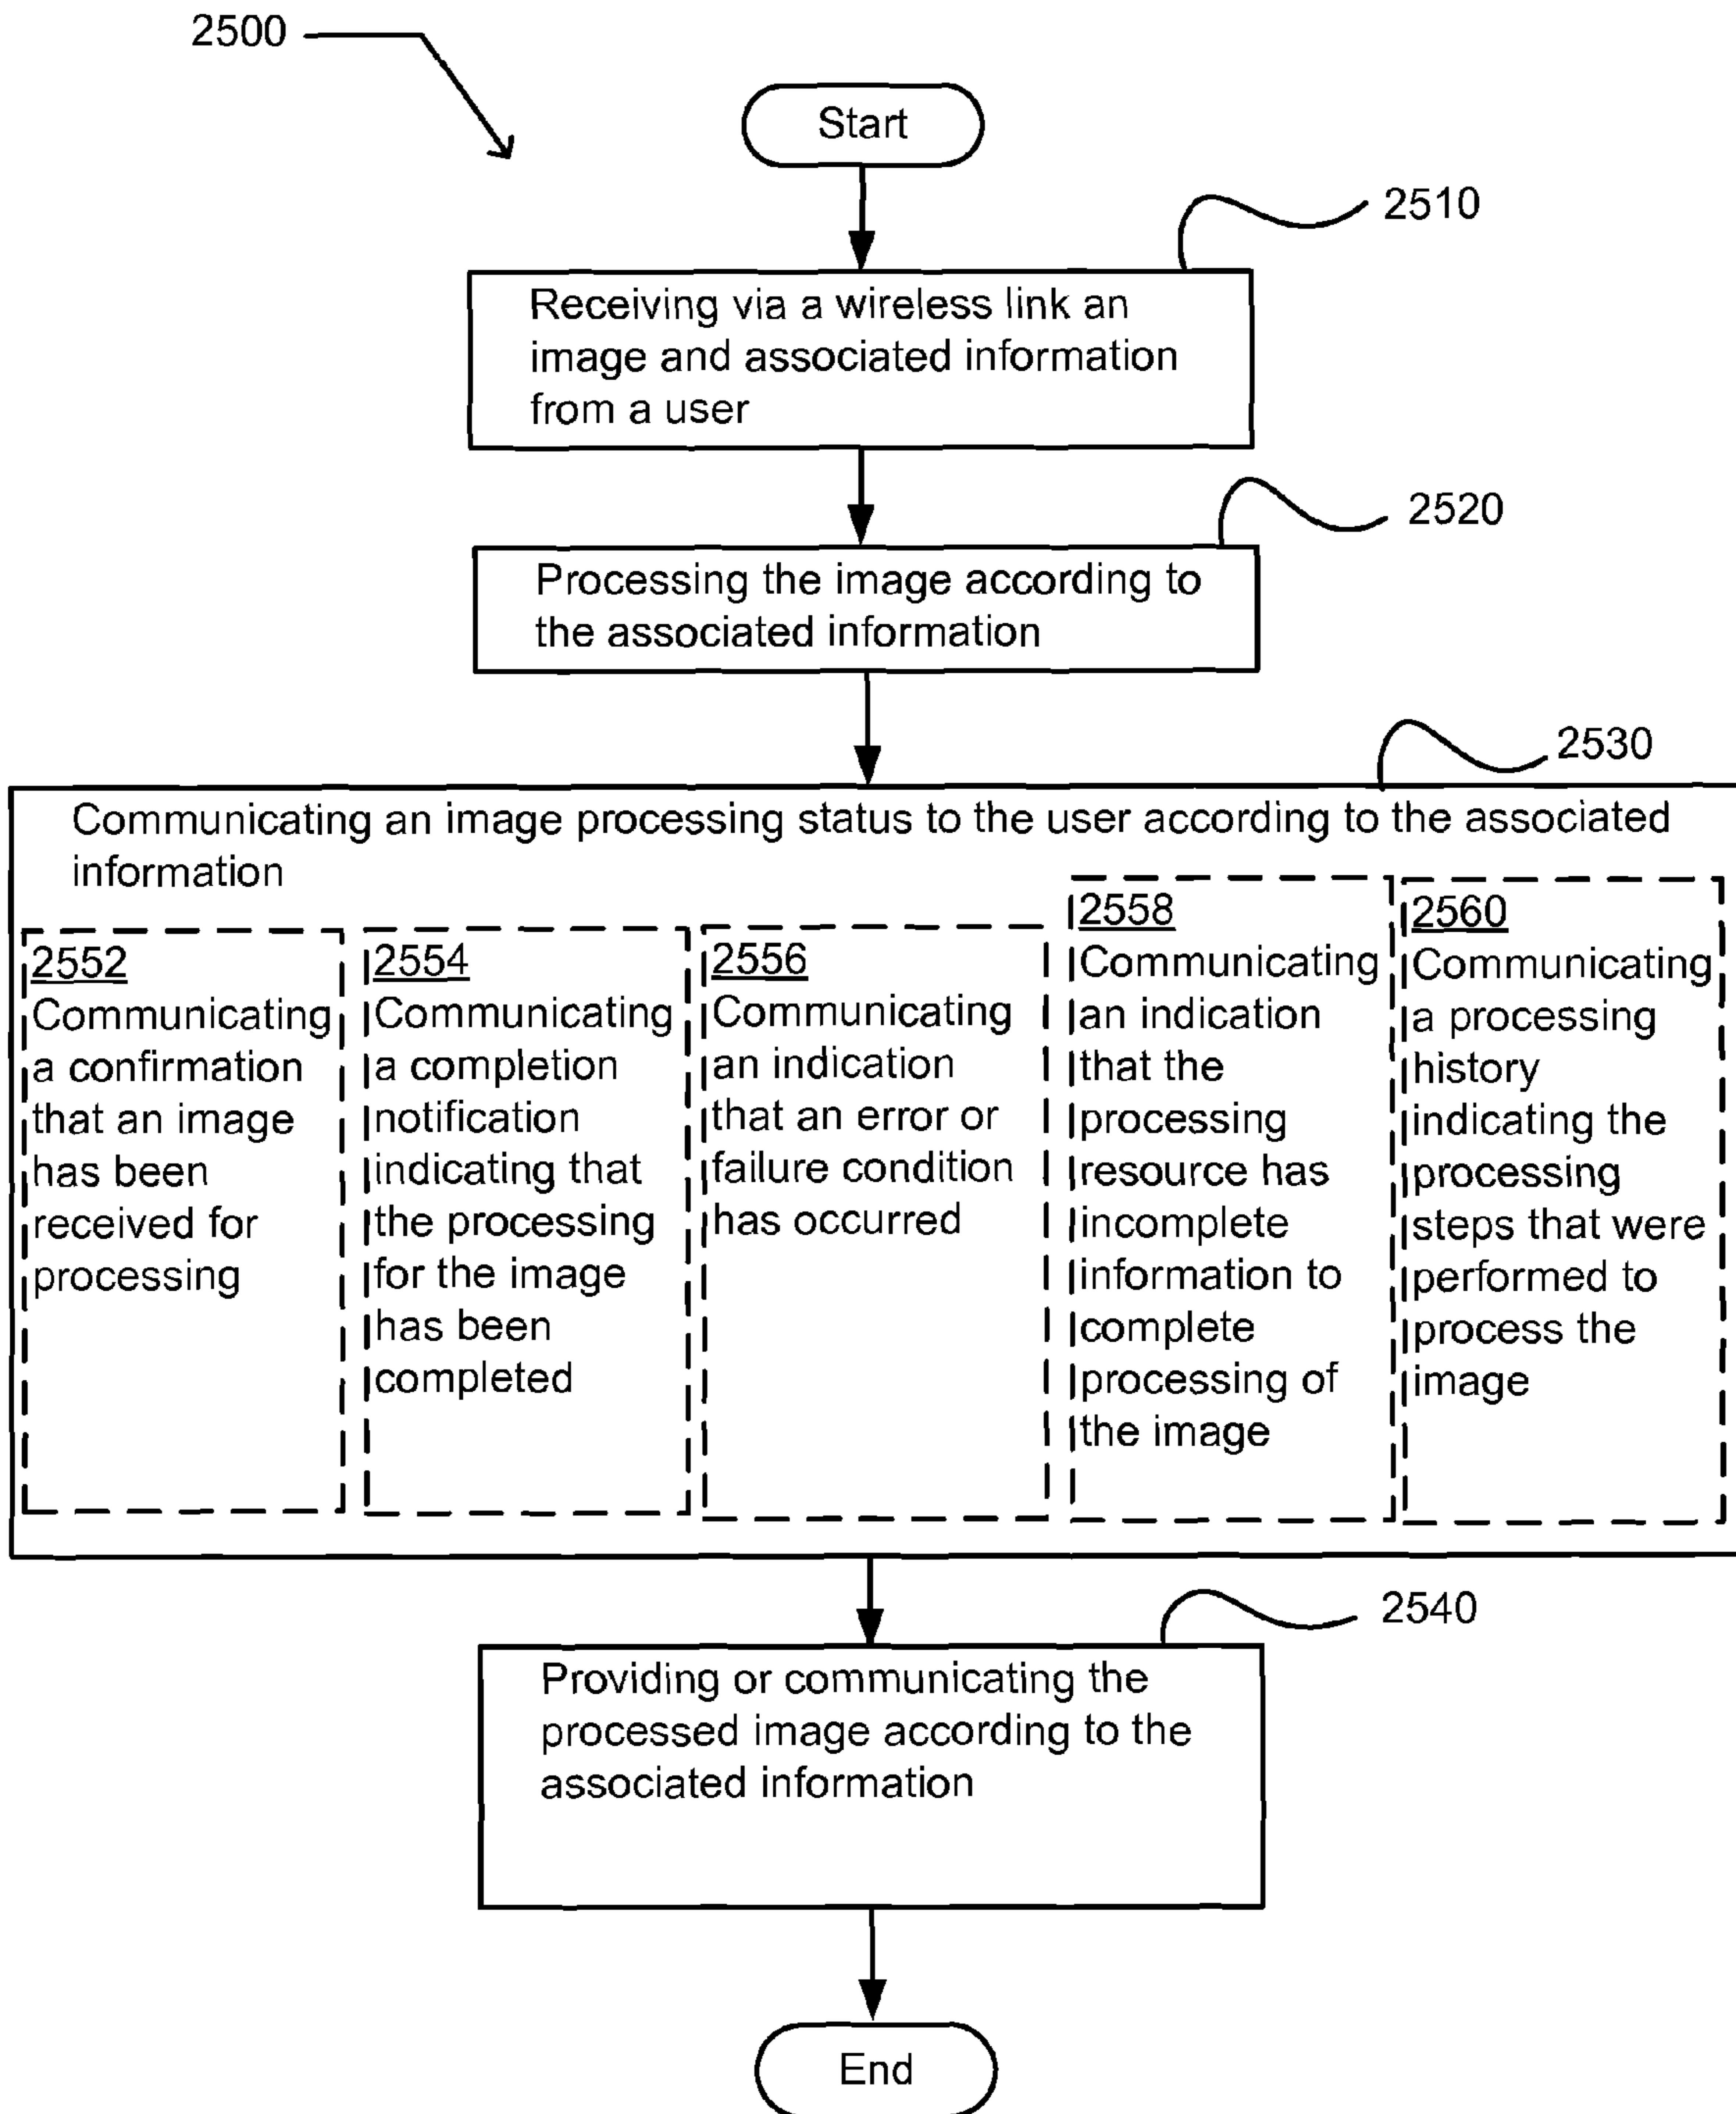 2500
Start
2510
Receiving via a wireless link an
image and associated information
from a user
2520
Processing the image according to
the associated information
2530
Communicating an image processing status to the user according to the associated
information
2552
Communicating
a confirmation
that an image
has been
received for
processing
2554
Communicating
a completion
notification
indicating that
the processing
for the image
has been
completed
2556
Communicating
an indication
that an error or
failure condition
has occurred
2558
Communicating
an indication
that the
processing
resource has
incomplete
information to
complete
processing of
the image
2560
Communicating
a processing
history
indicating the
processing
steps that were
performed to
process the
image
2540
Providing or communicating the
processed image according to the
associated information
End